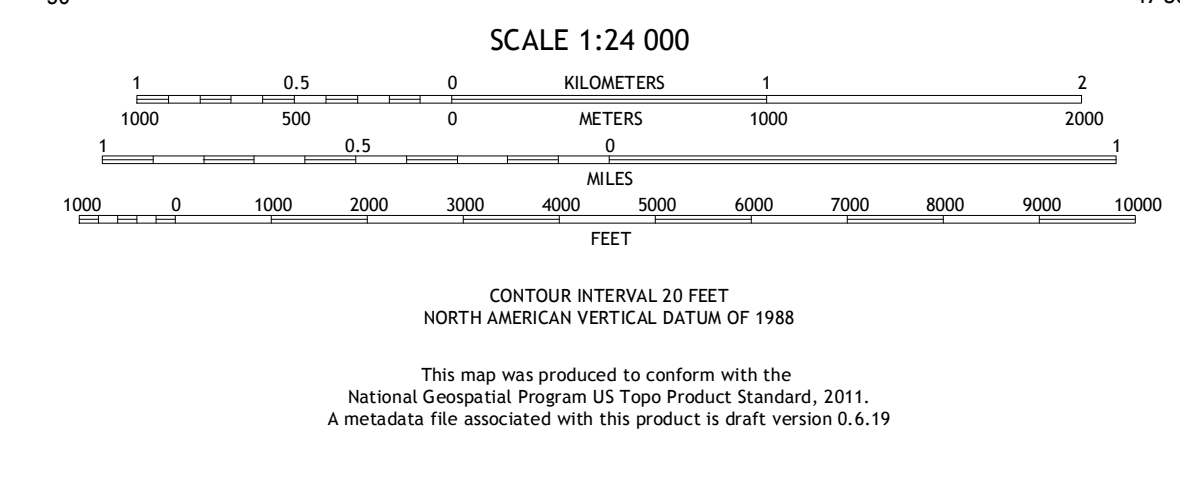 SCALE 1:24 000
1 0.5 0 KILOMETERS 1 2
1000 500 0 METERS 1000 2000
1 0.5 0 1
MILES
1000 0 1000 2000 3000 4000 5000 6000 7000 8000 9000 10000
FEET
CONTOUR INTERVAL 20 FEET
NORTH AMERICAN VERTICAL DATUM OF 1988
This map was produced to conform with the
National Geospatial Program US Topo Product Standard, 2011.
A metadata file associated with this product is draft version 0.6.19